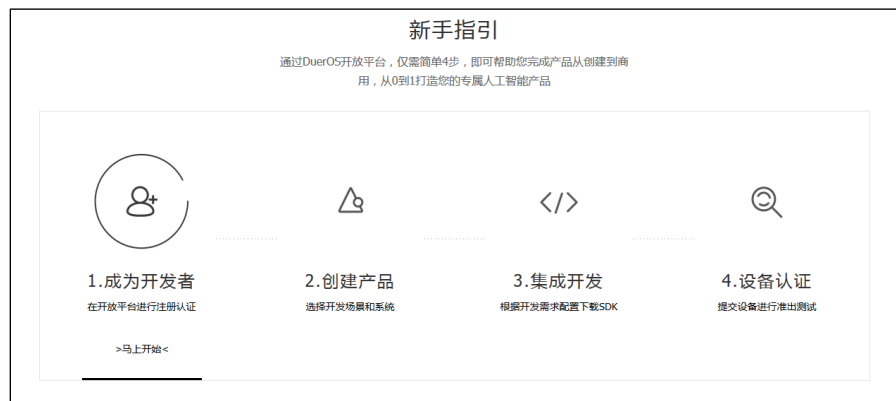 新手指引
通过DuerOS开放平台，仅需简单4步，即可帮助您完成产品从创建到商
用，从0到1打造您的专属人工智能产品
1.成为开发者
2.创建产品
3.集成开发
4.设备认证
在开放平台进行注册认证
选择开发场景和系统
根据开发需求配置下载SDK
提交设备进行准出测试
>马上开始<